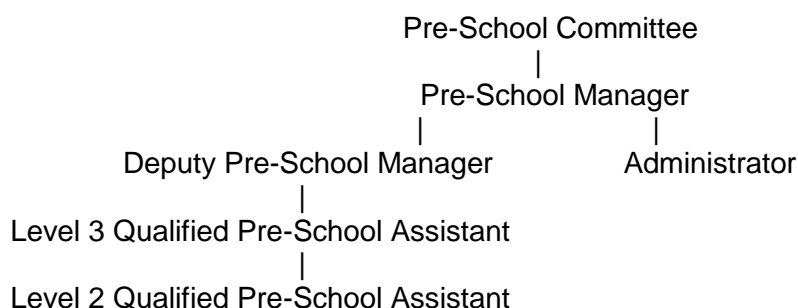 Pre-School Committee
|
Pre-School Manager
| |
Deputy Pre-School Manager Administrator
|
Level 3 Qualified Pre-School Assistant
|
Level 2 Qualified Pre-School Assistant